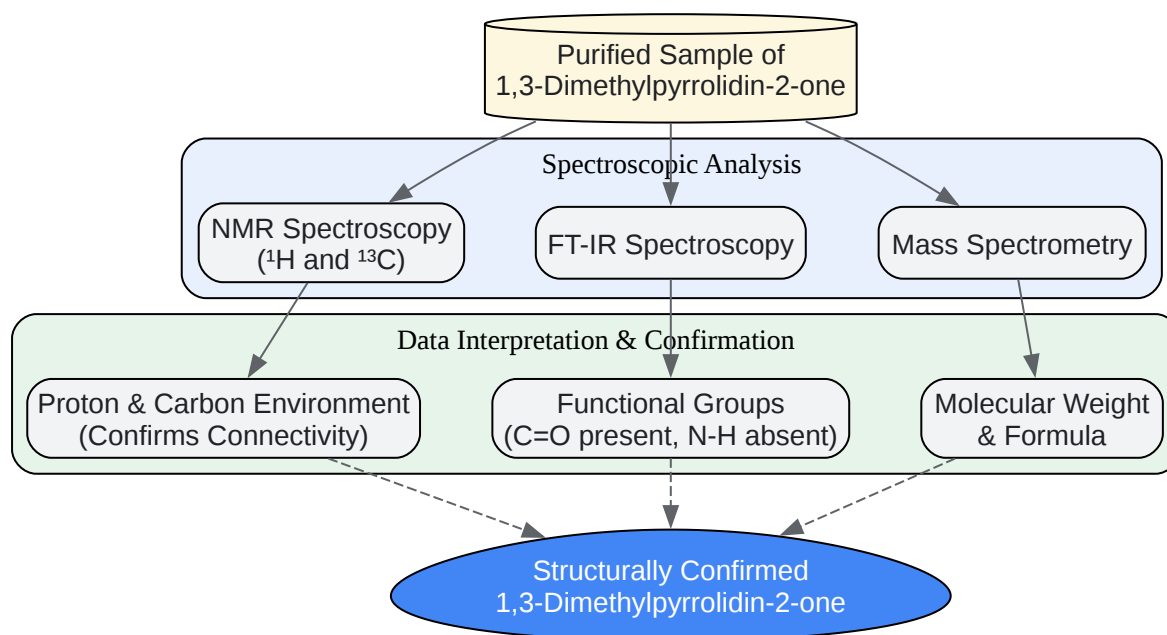 Purified Sample of
1,3-Dimethylpyrrolidin-2-one
Spectroscopic Analysis
NMR Spectroscopy
(¹H and ¹³C)
FT-IR Spectroscopy
Mass Spectrometry
Data Interpretation & Confirmation
Proton & Carbon Environment
(Confirms Connectivity)
Functional Groups
(C=O present, N-H absent)
Molecular Weight
& Formula
Structurally Confirmed
1,3-Dimethylpyrrolidin-2-one